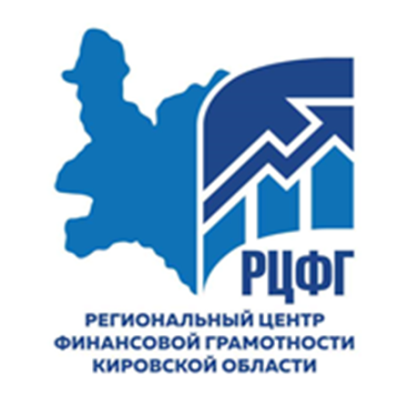 РЦФГ
РЕГИОНАЛЬНЫЙ ЦЕНТР
ФИНАНСОВОЙ ГРАМОТНОСТИ
КИРОВСКОЙ ОБЛАСТИ